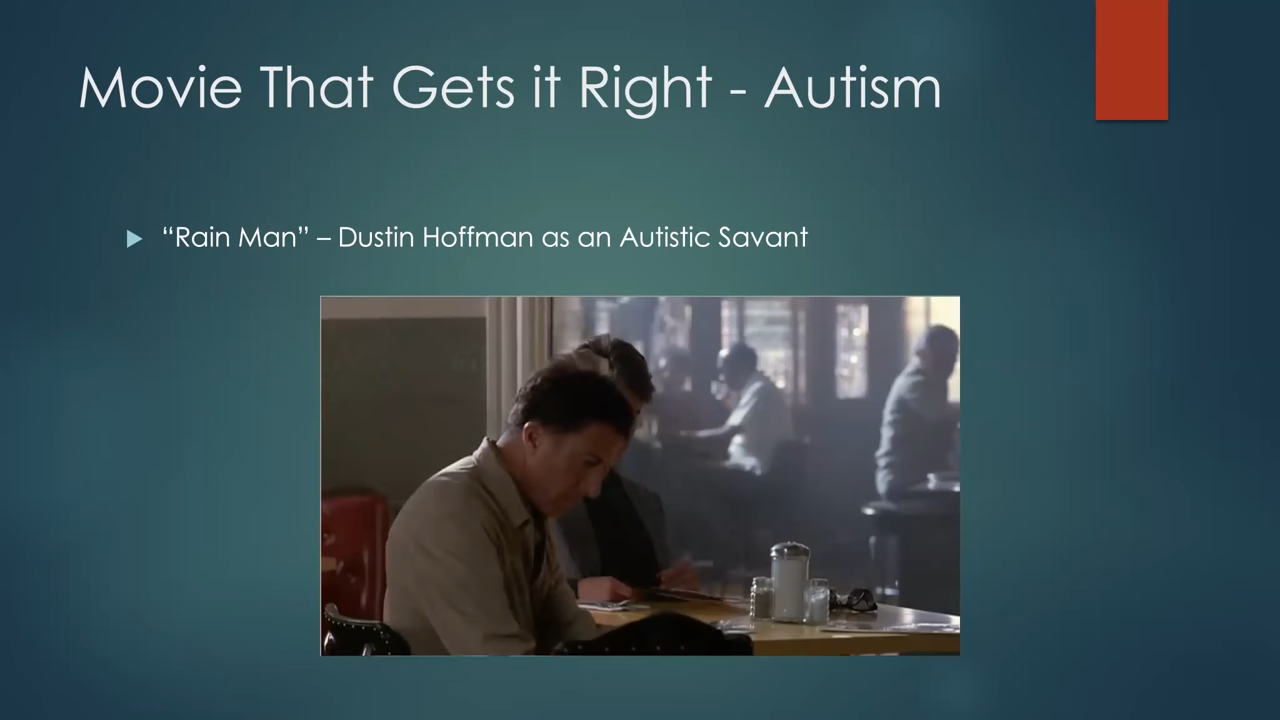 Movie That Gets it Right - Autism
“Rain Man” – Dustin Hoffman as an Autistic Savant